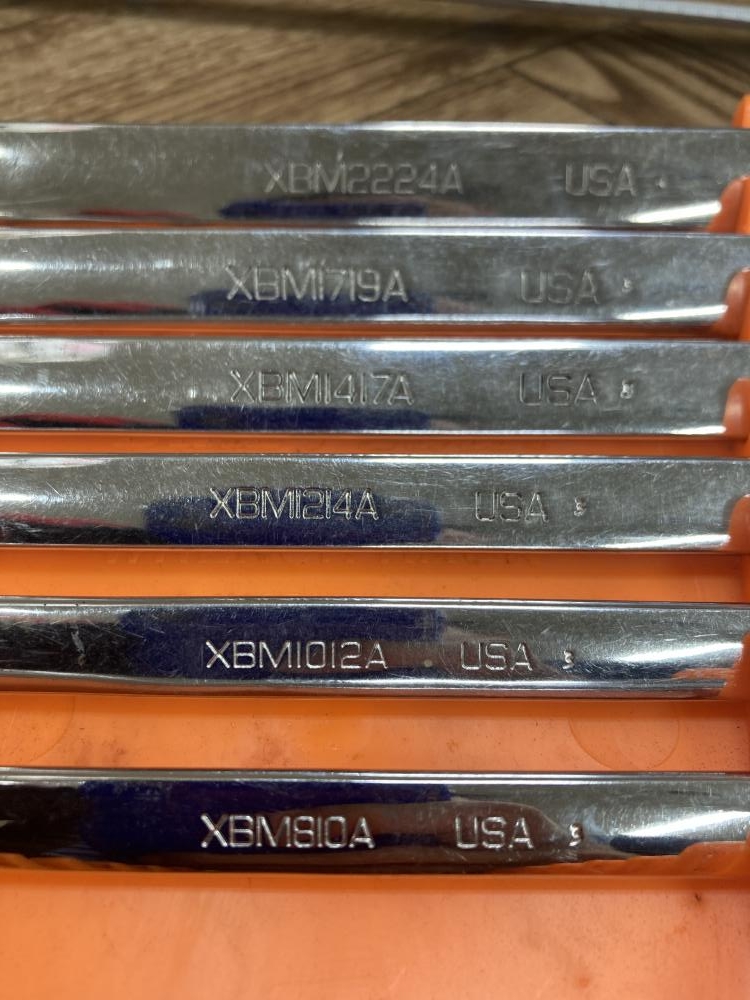 XBM2224A USA
XBM1719A USA
XBM1417A USA
XBM1214A USA
XBM1012A USA
XBM810A USA